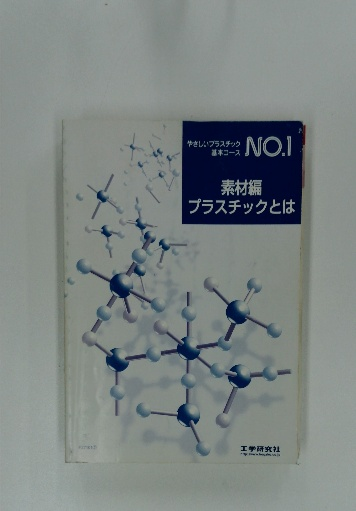 やさしいプラスチック
基本コース
NO.1
素材編
プラスチックとは
工学研究社